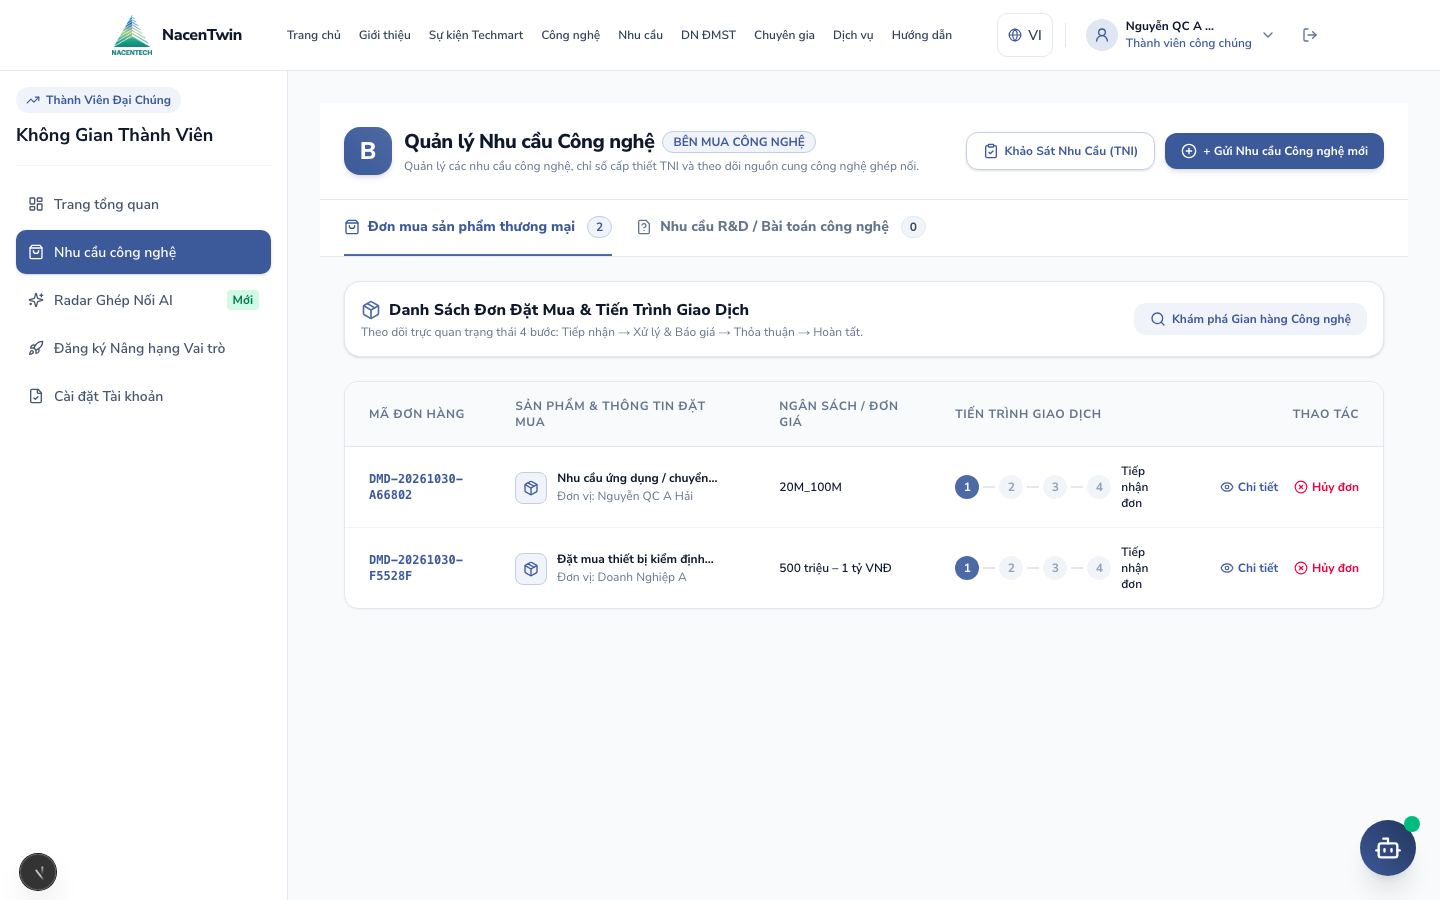 NACENTECH
NacenTwin
Trang chủ
Giới thiệu
Sự kiện Techmart
Công nghệ
Nhu cầu
DN ĐMST
Chuyên gia
Dịch vụ
Hướng dẫn
VI
Nguyễn QC A ...
Thành viên công chúng
Thành Viên Đại Chúng
Không Gian Thành Viên
Trang tổng quan
Nhu cầu công nghệ
Radar Ghép Nối AI
Mới
Đăng ký Nâng hạng Vai trò
Cài đặt Tài khoản
B
Quản lý Nhu cầu Công nghệ
BÊN MUA CÔNG NGHỆ
Quản lý các nhu cầu công nghệ, chỉ số cấp thiết TNI và theo dõi nguồn cung công nghệ ghép nối.
Khảo Sát Nhu Cầu (TNI)
+ Gửi Nhu cầu Công nghệ mới
Đơn mua sản phẩm thương mại
2
Nhu cầu R&D / Bài toán công nghệ
0
Danh Sách Đơn Đặt Mua & Tiến Trình Giao Dịch
Theo dõi trực quan trạng thái 4 bước: Tiếp nhận → Xử lý & Báo giá → Thỏa thuận → Hoàn tất.
Khám phá Gian hàng Công nghệ
MÃ ĐƠN HÀNG
SẢN PHẨM & THÔNG TIN ĐẶT
MUA
NGÂN SÁCH / ĐƠN
GIÁ
TIẾN TRÌNH GIAO DỊCH
THAO TÁC
DMD-20261030-
A66802
Nhu cầu ứng dụng / chuyển...
Đơn vị: Nguyễn QC A Hải
20M_100M
1
2
3
4
Tiếp
nhận
đơn
Chi tiết
Hủy đơn
DMD-20261030-
F5528F
Đặt mua thiết bị kiểm định...
Đơn vị: Doanh Nghiệp A
500 triệu – 1 tỷ VNĐ
1
2
3
4
Tiếp
nhận
đơn
Chi tiết
Hủy đơn